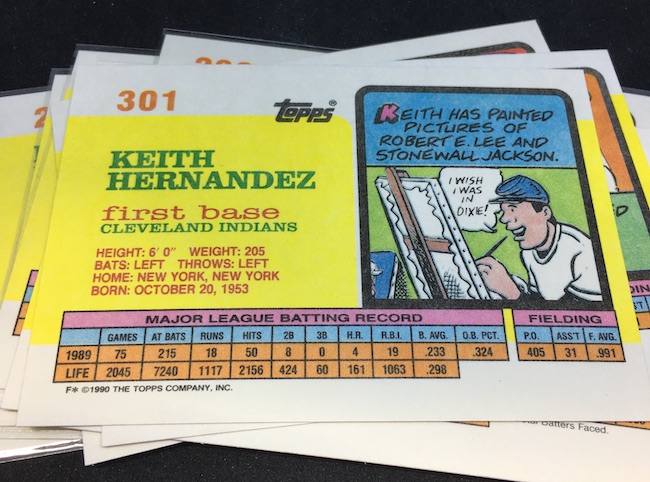 301
topps®
KEITH HAS PAINTED
PICTURES OF
ROBERT E. LEE AND
STONEWALL JACKSON.
KEITH
HERNANDEZ
first base
CLEVELAND INDIANS
I WISH
I WAS
IN
DIXIE!
HEIGHT: 6' 0" WEIGHT: 205
BATS: LEFT THROWS: LEFT
HOME: NEW YORK, NEW YORK
BORN: OCTOBER 20, 1953
MAJOR LEAGUE BATTING RECORD FIELDING
GAMES AT BATS RUNS HITS 2B 3B H.R. R.B.I. B. AVG. O.B. PCT. P.O. ASS'T F. AVG.
1989 75 215 18 50 8 0 4 19 .233 .324 405 31 .991
LIFE 2045 7240 1117 2156 424 60 161 1063 .298
F* ©1990 THE TOPPS COMPANY, INC.
Batters Faced.